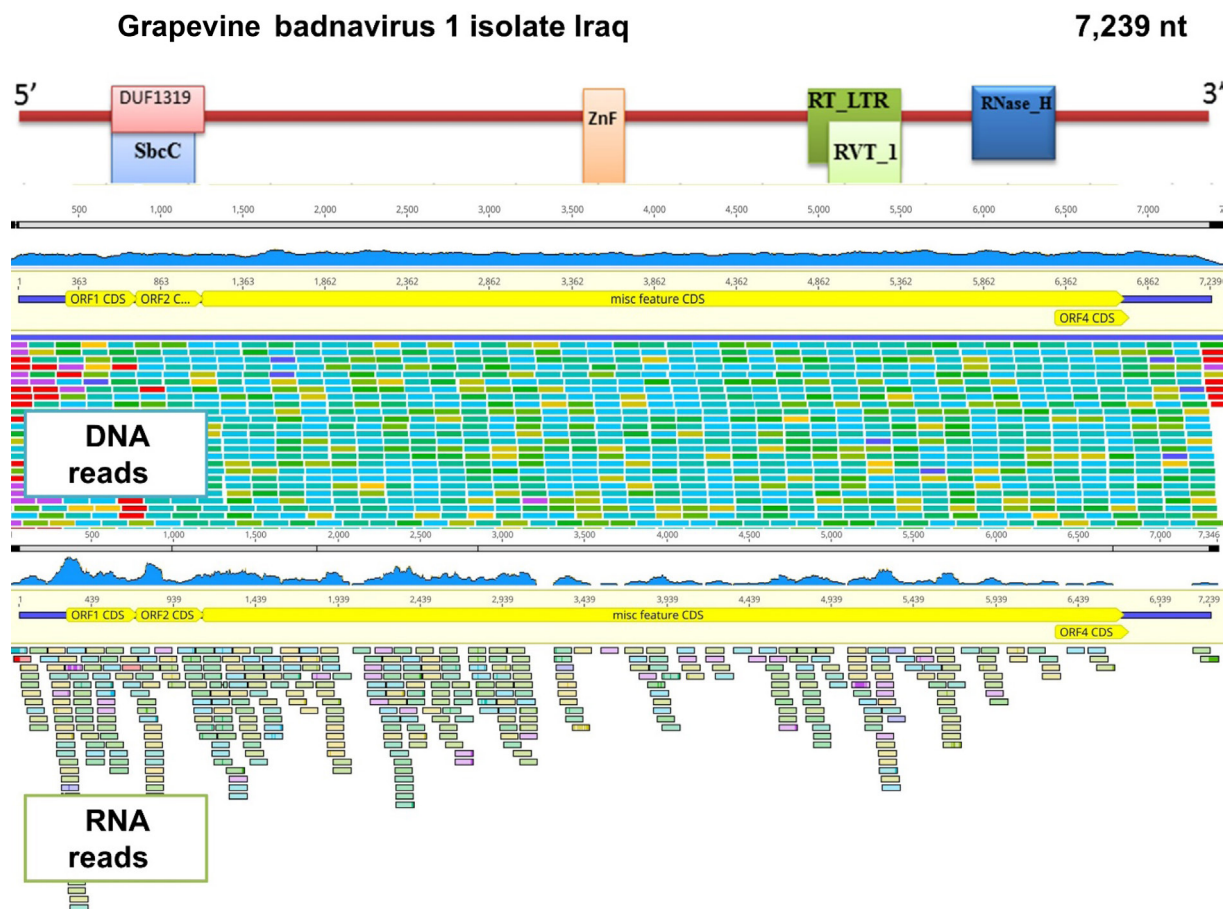 Grapevine badnavirus 1 isolate Iraq 7,239 nt
5’ 3’
DUF1319
SbcC
ZnF
RT_LTR
RVT_1
RNase_H
500 1,000 1,500 2,000 2,500 3,000 3,500 4,000 4,500 5,000 5,500 6,000 6,500 7,000 7
1 363 863 1,363 1,862 2,362 2,862 3,362 3,862 4,362 4,862 5,362 5,862 6,362 6,862 7,239
ORF1 CDS ORF2 C... misc feature CDS
ORF4 CDS
DNA
reads
500 1,000 1,500 2,000 2,500 3,000 3,500 4,000 4,500 5,000 5,500 6,000 6,500 7,000 7,346
1 439 939 1,439 1,939 2,439 2,939 3,439 3,939 4,439 4,939 5,439 5,939 6,439 6,939 7,239
ORF1 CDS ORF2 CDS misc feature CDS
ORF4 CDS
RNA
reads